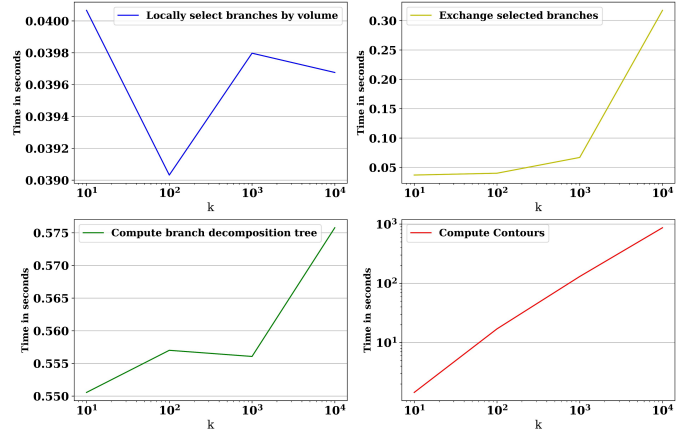 Locally select branches by volume
Time in seconds
0.0400
0.0398
0.0396
0.0394
0.0392
0.0390
10¹ 10² 10³ 10⁴
k
Exchange selected branches
Time in seconds
0.30
0.25
0.20
0.15
0.10
0.05
10¹ 10² 10³ 10⁴
k
Compute branch decomposition tree
Time in seconds
0.575
0.570
0.565
0.560
0.555
0.550
10¹ 10² 10³ 10⁴
k
Compute Contours
Time in seconds
10³
10²
10¹
10¹ 10² 10³ 10⁴
k